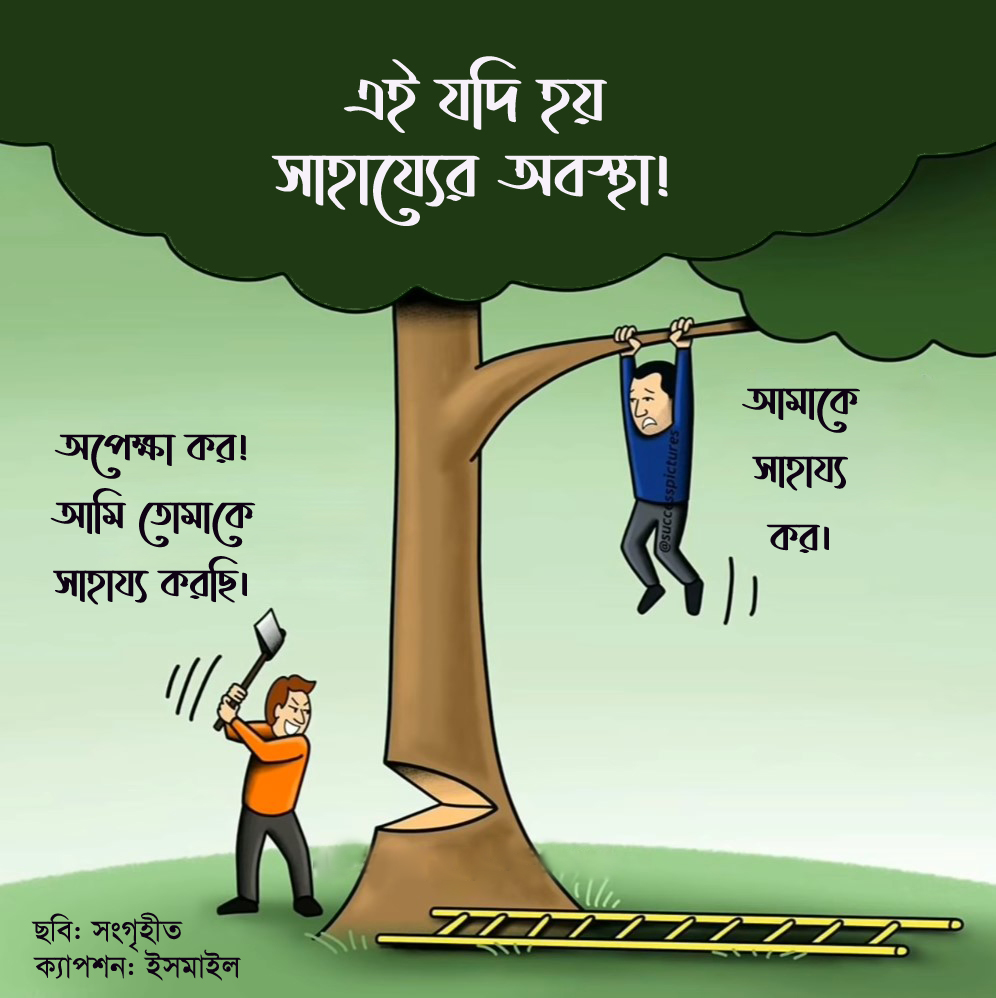 এই যদি হয়
সাহায্যের অবস্থা!
আমাকে
সাহায্য
কর।
অপেক্ষা কর!
আমি তোমাকে
সাহায্য করছি।
@successpictures
ছবি: সংগৃহীত
ক্যাপশন: ইসমাইল